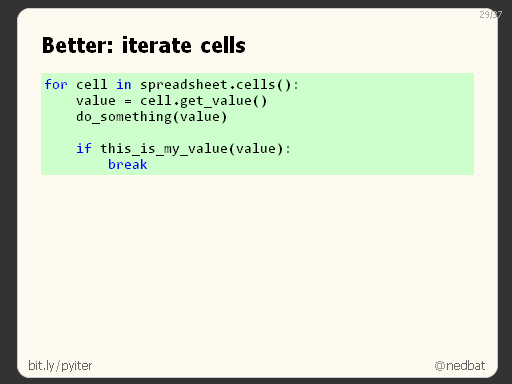 29/37
Better: iterate cells
for cell in spreadsheet.cells():
    value = cell.get_value()
    do_something(value)

    if this_is_my_value(value):
        break
bit.ly/pyiter
@nedbat